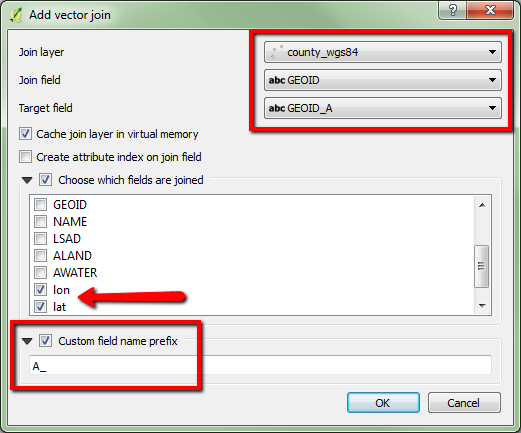 Add vector join
Join layer county_wgs84
Join field abc GEOID
Target field abc GEOID_A
Cache join layer in virtual memory
Create attribute index on join field
Choose which fields are joined
GEOID
NAME
LSAD
ALAND
AWATER
lon
lat
Custom field name prefix
A_
OK Cancel